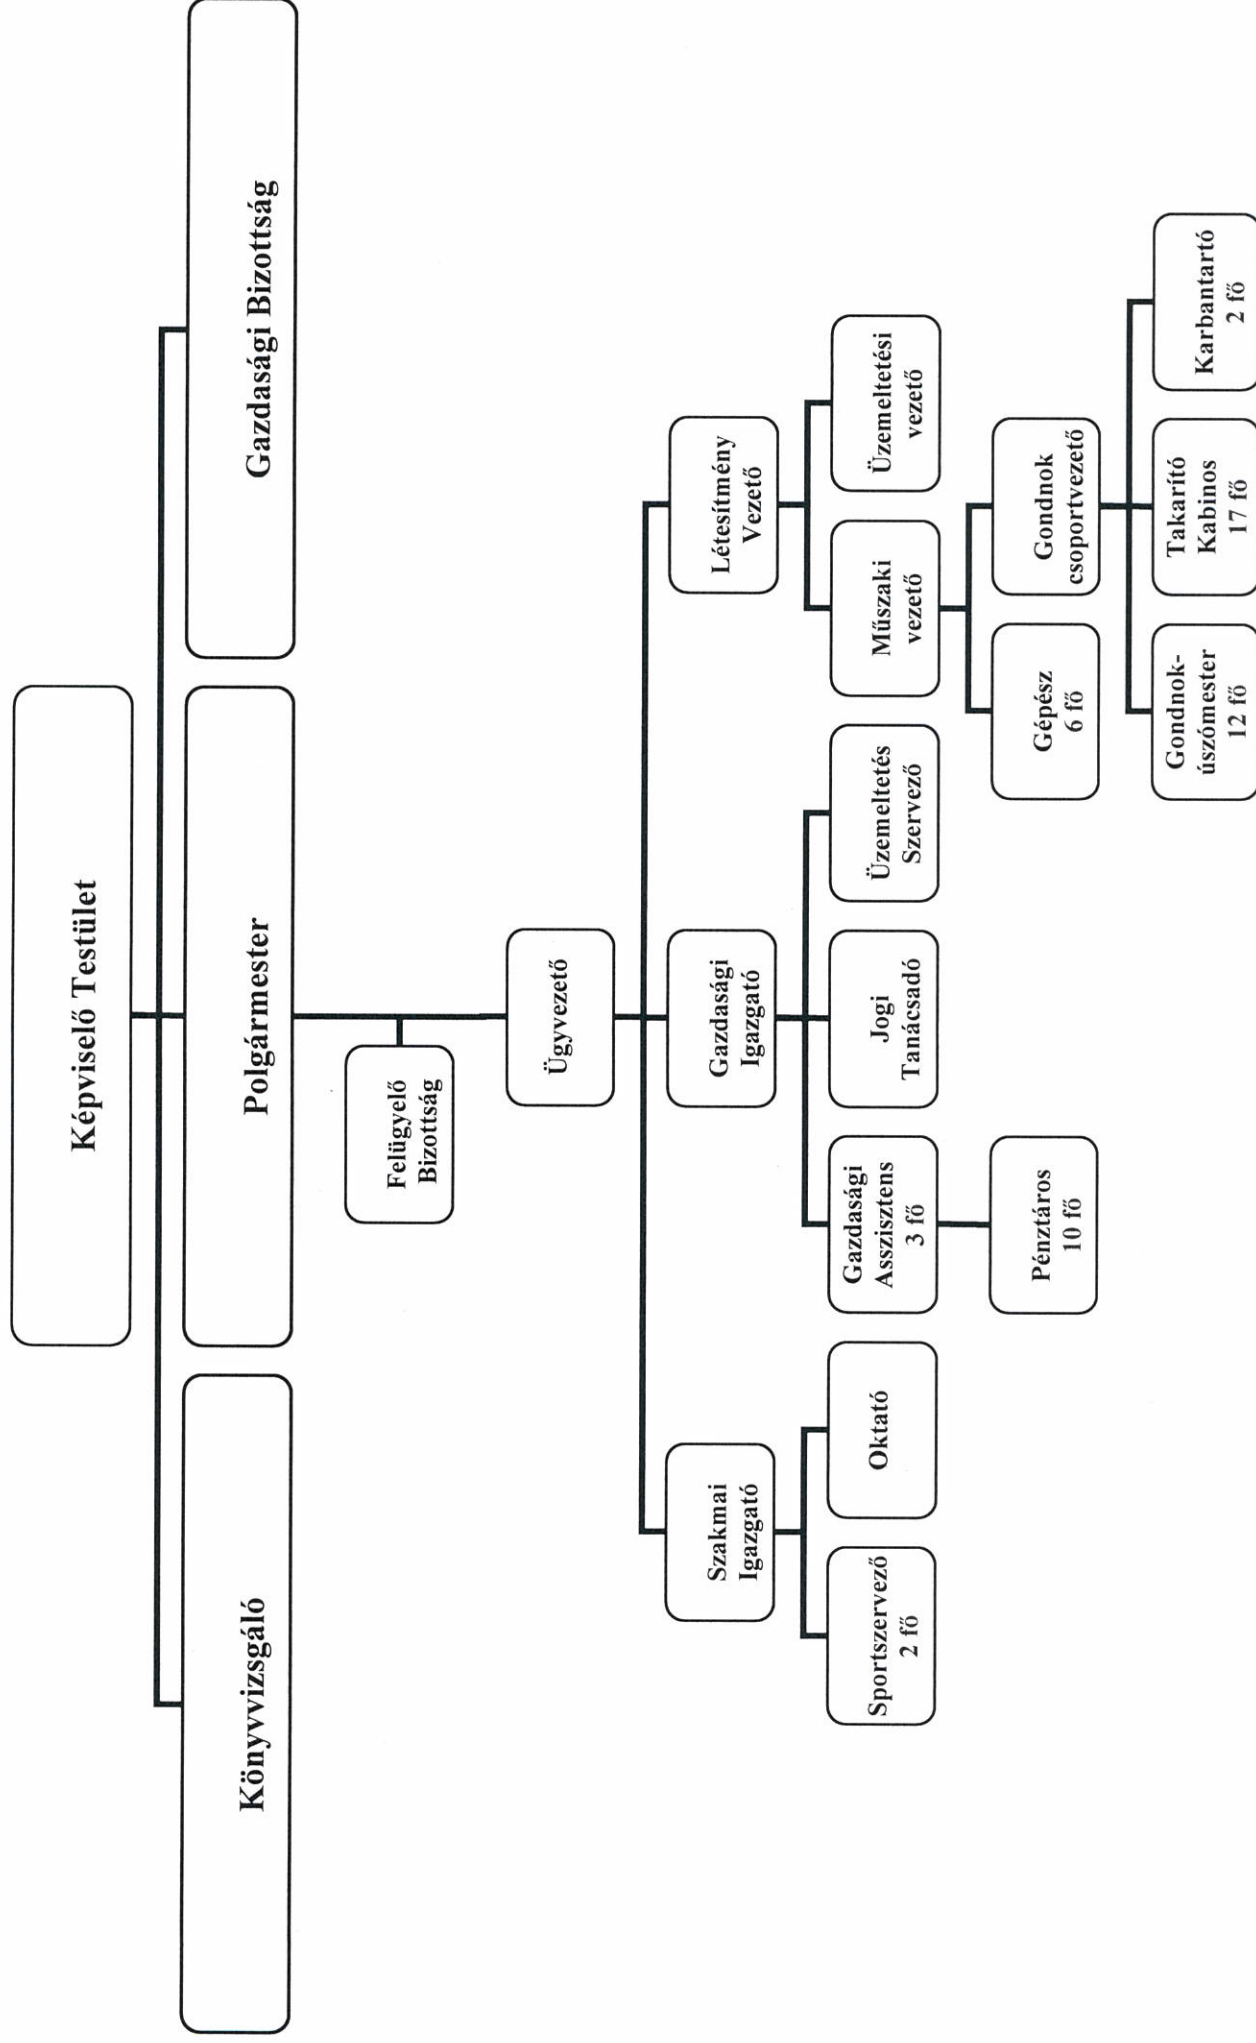 Képviselő Testület
Könyvvizsgáló
Polgármester
Gazdasági Bizottság
Felügyelő
Bizottság
Ügyvezető
Szakmai
Igazgató
Gazdasági
Igazgató
Létesítmény
Vezető
Sportszervező
2 fő
Oktató
Gazdasági
Asszisztens
3 fő
Jogi
Tanácsadó
Üzemeltetés
Szervező
Műszaki
vezető
Üzemeltetési
vezető
Pénztáros
10 fő
Gépész
6 fő
Gondnok
csoportvezető
Gondnok-
úszómester
12 fő
Takarító
Kabinos
17 fő
Karbantartó
2 fő